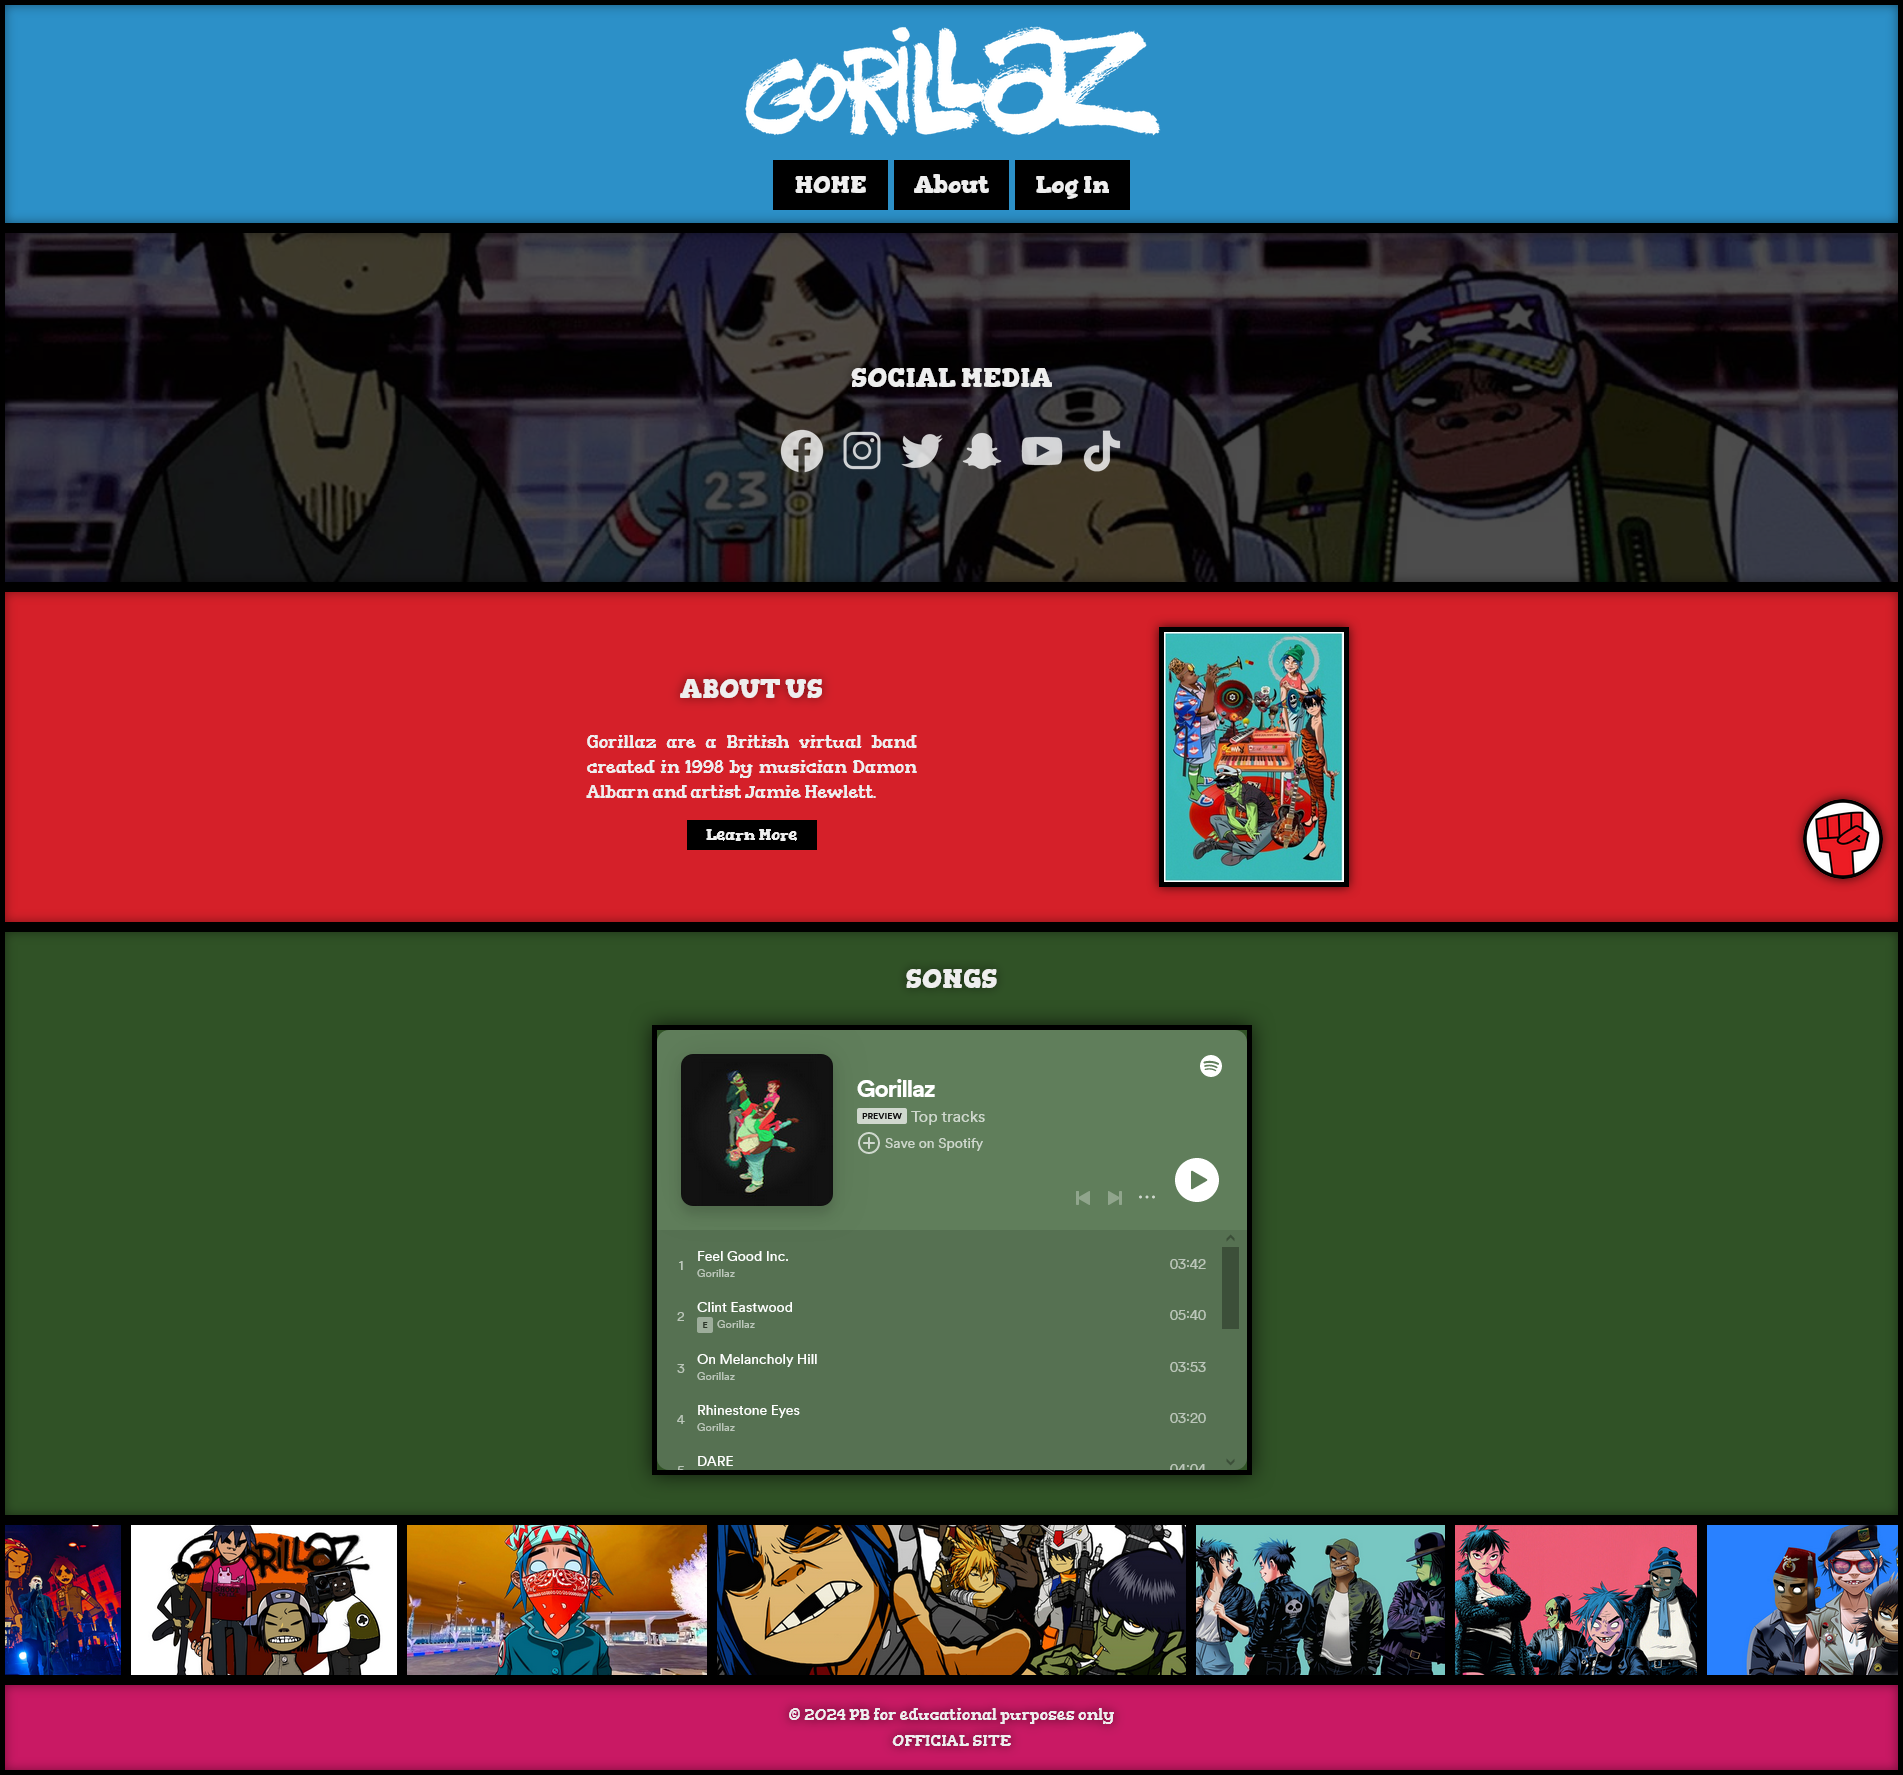 GORILLAZ
HOME
About
Log In
SOCIAL MEDIA
23
ABOUT US
Gorillaz are a British virtual band
created in 1998 by musician Damon
Albarn and artist Jamie Hewlett.
Learn More
SONGS
Gorillaz
PREVIEW Top tracks
Save on Spotify
1 Feel Good Inc. 03:42
Gorillaz
2 Clint Eastwood 05:40
E Gorillaz
3 On Melancholy Hill 03:53
Gorillaz
4 Rhinestone Eyes 03:20
Gorillaz
5 DARE 04:04
GORILLAZ
© 2024 PB for educational purposes only
OFFICIAL SITE